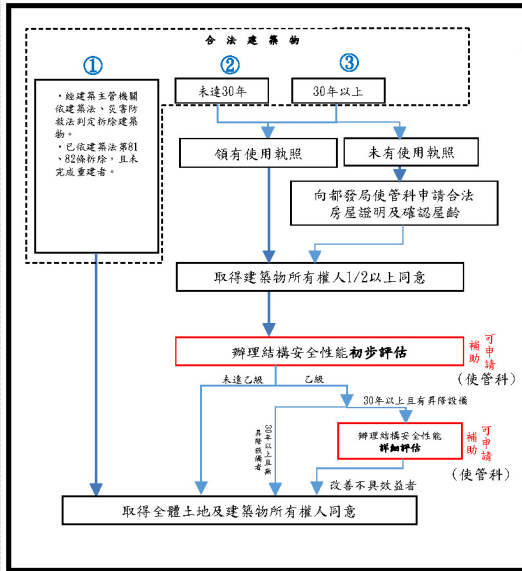 合法建築物
①
②
③
・經建築主管機關
依建築法、災害防
救法判定拆除建築
物。
・已依建築法第81
、82條拆除，且未
完成重建者。
未達30年
30年以上
領有使用執照
未有使用執照
向都發局使管科申請合法
房屋證明及確認屋齡
取得建築物所有權人1/2以上同意
辦理結構安全性能初步評估
可申請
補助
(使管科)
未達乙級
乙級
30年以上且有昇降設備
30年以上且無
昇降設備者
辦理結構安全性能
詳細評估
可申請
補助
(使管科)
改善不具效益者
取得全體土地及建築物所有權人同意